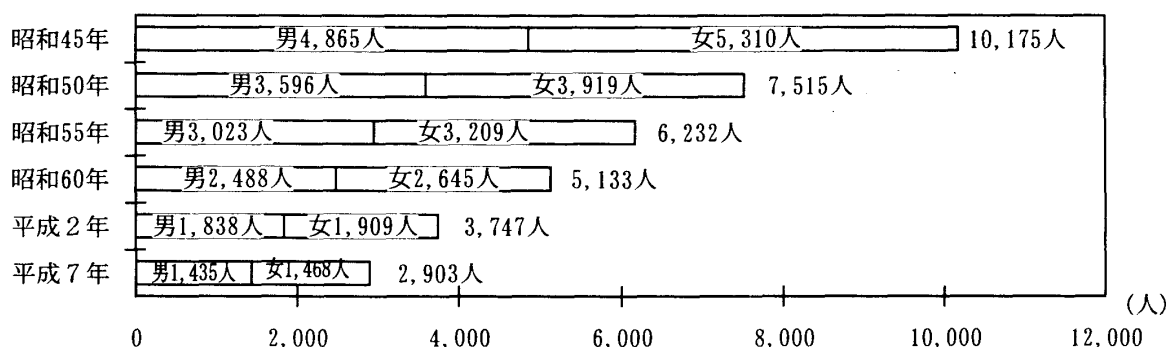 昭和45年 男4,865人 女5,310人 10,175人
昭和50年 男3,596人 女3,919人 7,515人
昭和55年 男3,023人 女3,209人 6,232人
昭和60年 男2,488人 女2,645人 5,133人
平成2年 男1,838人 女1,909人 3,747人
平成7年 男1,435人 女1,468人 2,903人
(人)
0 2,000 4,000 6,000 8,000 10,000 12,000